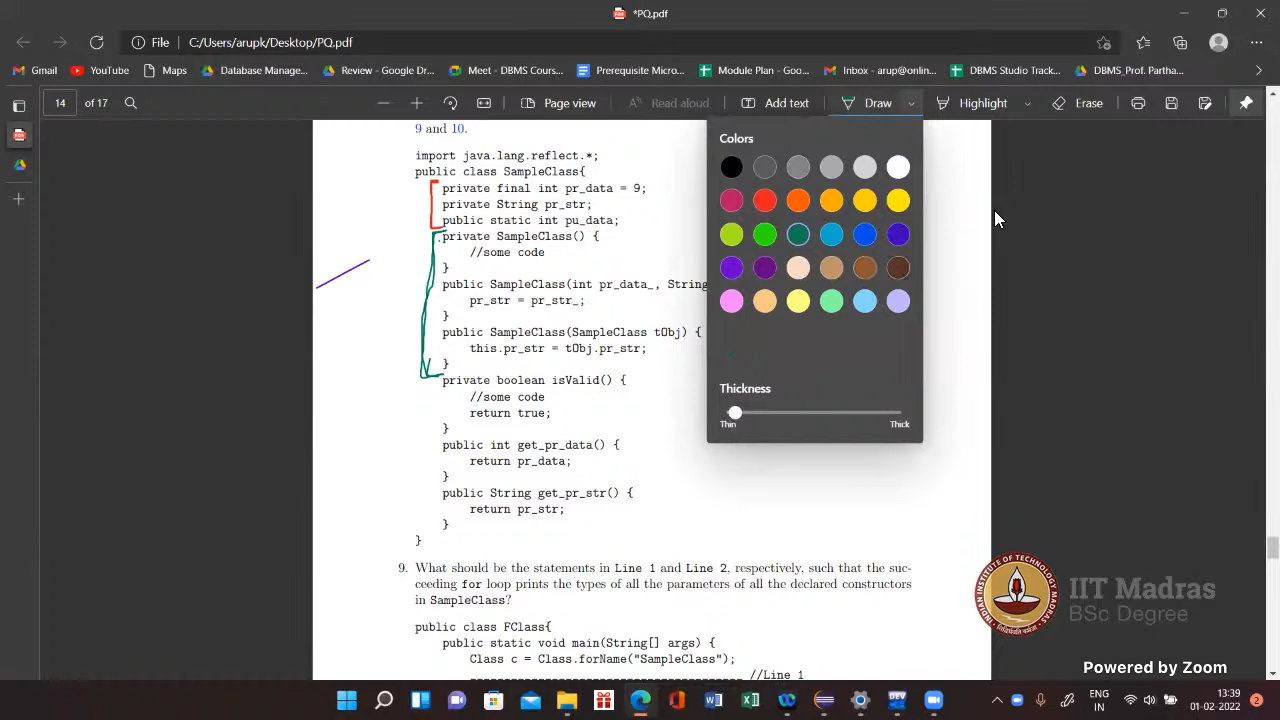 *PQ.pdf
File C:/Users/arupk/Desktop/PQ.pdf
Gmail YouTube Maps Database Manage... Review - Google Dr... Meet - DBMS Cours... Prerequisite Micro... Module Plan - Goo... Inbox - arup@onlin... DBMS Studio Track... DBMS_Prof. Partha...
14 of 17 Page view Read aloud Add text Draw Highlight Erase
9 and 10.
import java.lang.reflect.*;
public class SampleClass{
private final int pr_data = 9;
private String pr_str;
public static int pu_data;
private SampleClass() {
//some code
}
public SampleClass(int pr_data_, String
pr_str = pr_str_;
}
public SampleClass(SampleClass tObj) {
this.pr_str = tObj.pr_str;
}
private boolean isValid() {
//some code
return true;
}
public int get_pr_data() {
return pr_data;
}
public String get_pr_str() {
return pr_str;
}
}
Colors
Thickness
Thin Thick
9. What should be the statements in Line 1 and Line 2, respectively, such that the suc-
ceeding for loop prints the types of all the parameters of all the declared constructors
in SampleClass?
public class FClass{
public static void main(String[] args) {
Class c = Class.forName("SampleClass");
//Line 1
IIT Madras
BSc Degree
Powered by Zoom
ENG
IN
13:39
01-02-2022
2